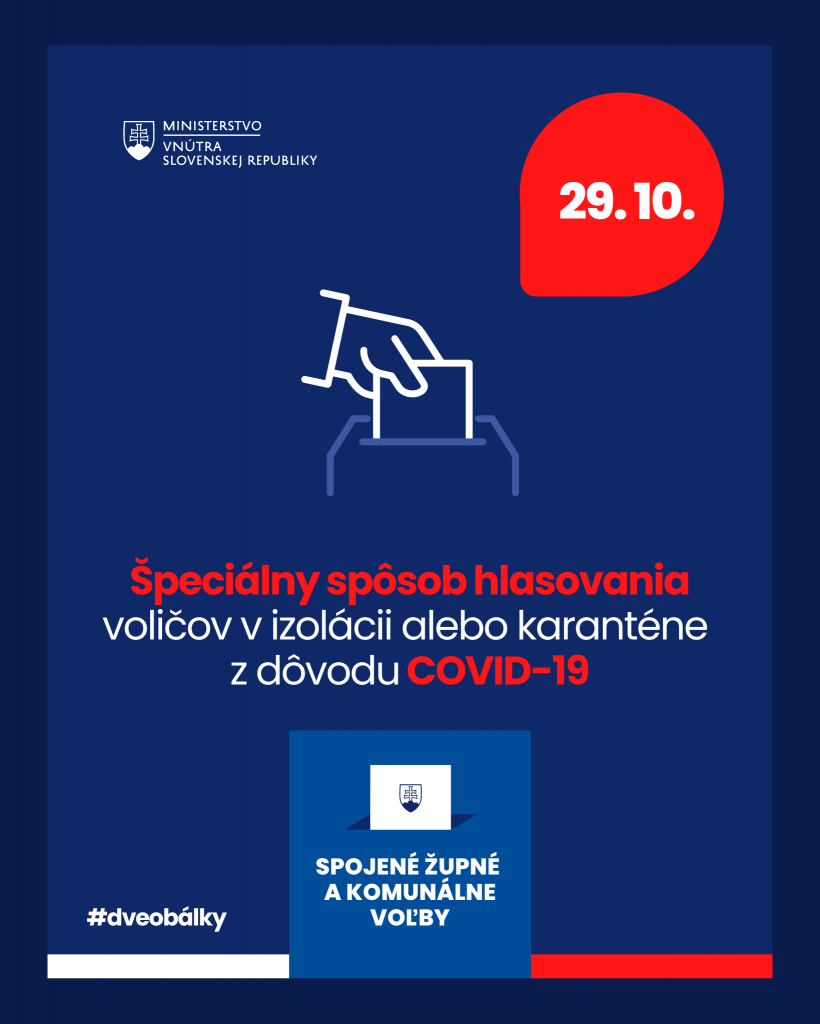 MINISTERSTVO
VNÚTRA
SLOVENSKEJ REPUBLIKY
29. 10.
Špeciálny spôsob hlasovania
voličov v izolácii alebo karanténe
z dôvodu COVID-19
SPOJENÉ ŽUPNÉ
A KOMUNÁLNE
VOĽBY
#dveobálky